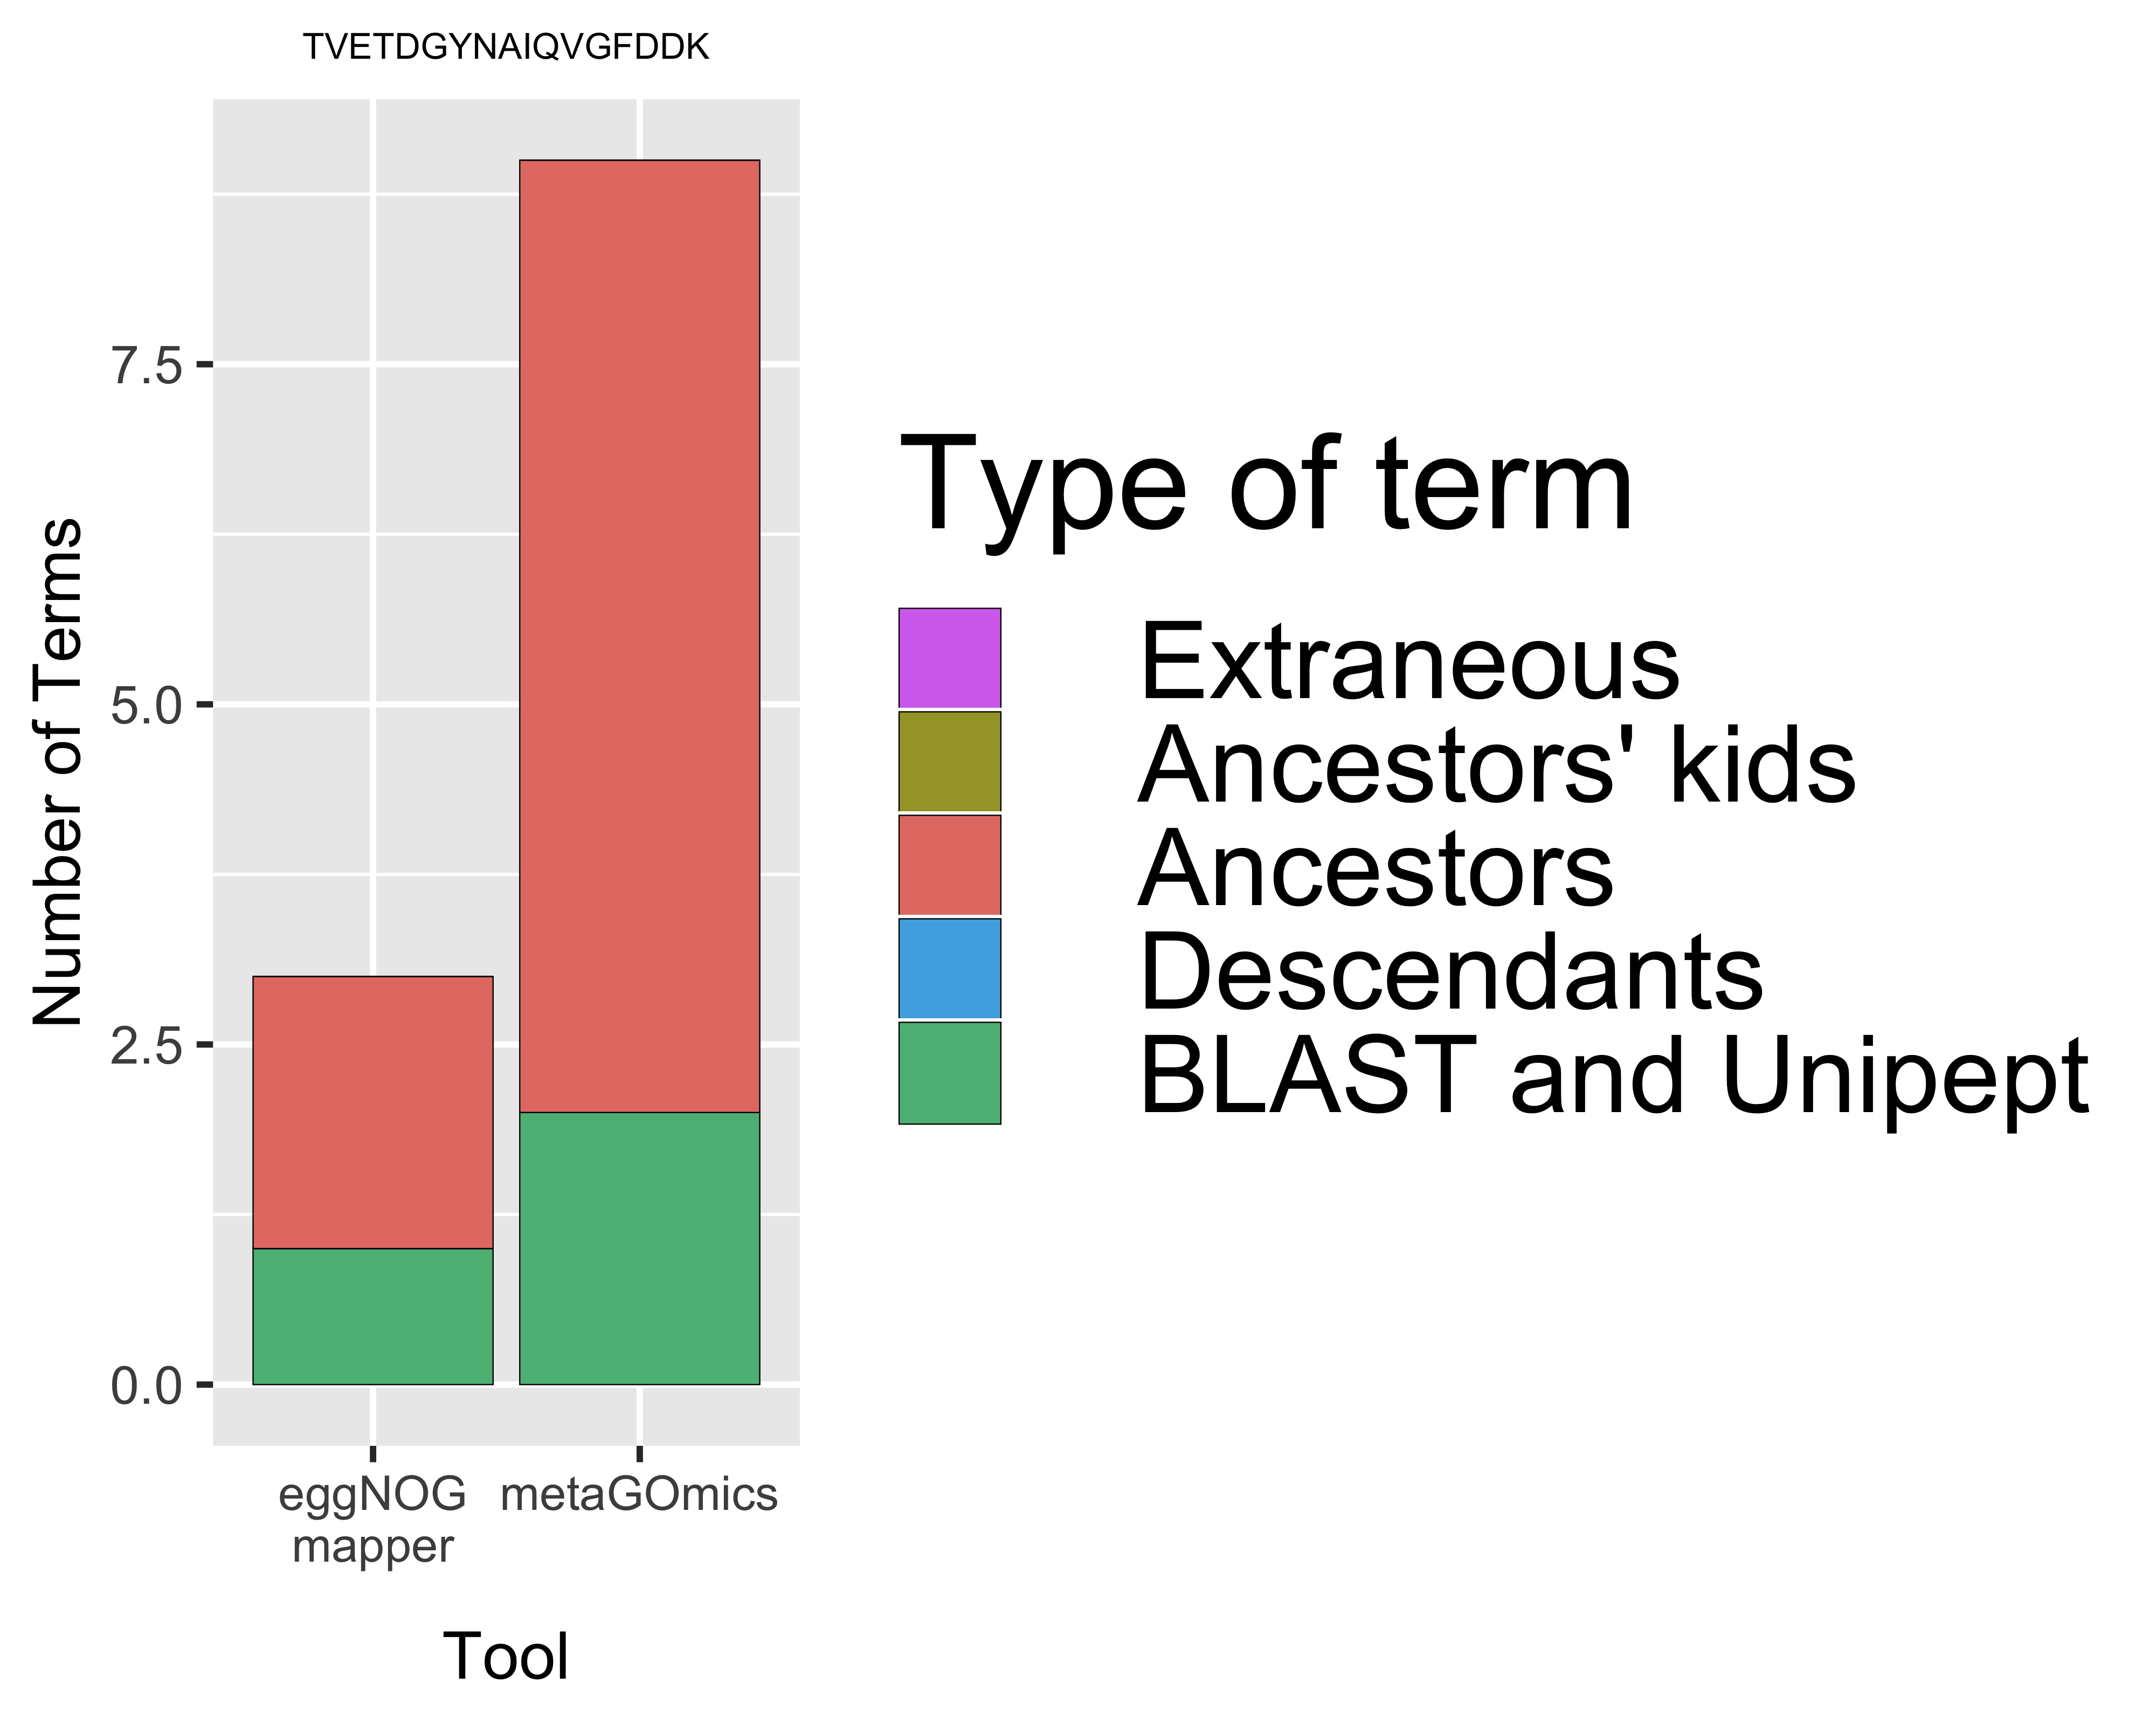 TVETDGYNAIQVGFDDK
Number of Terms
7.5
5.0
2.5
0.0
eggNOG
mapper
metaGOmics
Tool
Type of term
Extraneous
Ancestors' kids
Ancestors
Descendants
BLAST and Unipept